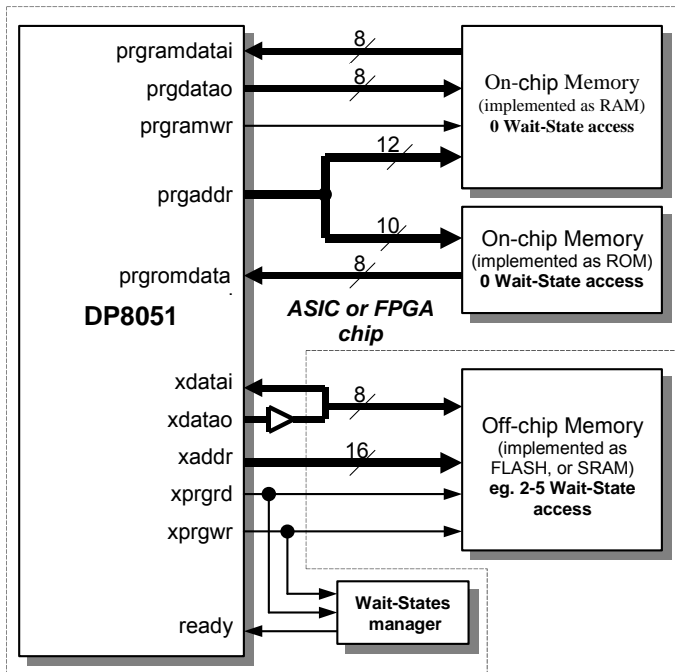 prgramdatai
8
prgdatao
8
prgramwr
On-chip Memory
(implemented as RAM)
0 Wait-State access
12
prgaddr
10
On-chip Memory
(implemented as ROM)
0 Wait-State access
prgromdata
8
DP8051
ASIC or FPGA
chip
xdatai
8
xdatao
xaddr
16
xprgrd
xprgwr
Off-chip Memory
(implemented as
FLASH, or SRAM)
eg. 2-5 Wait-State
access
Wait-States
manager
ready